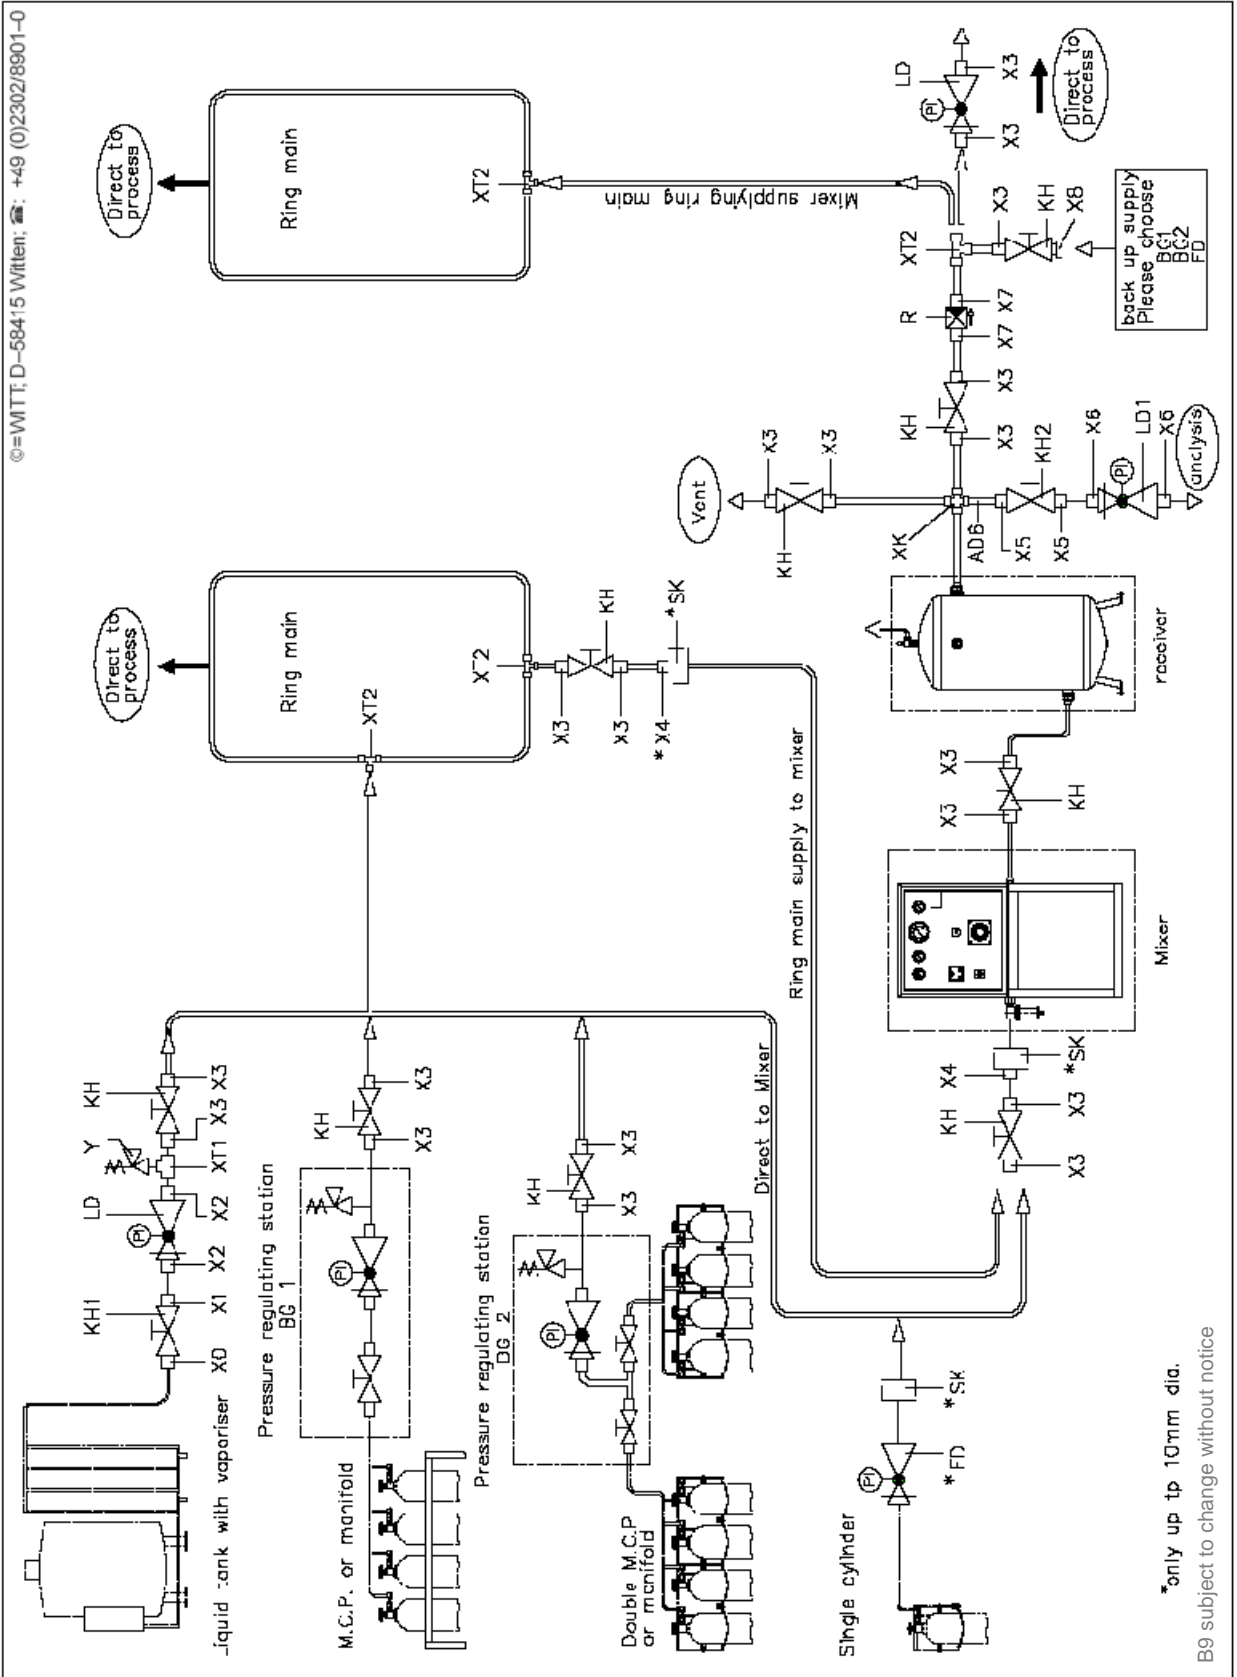 ©=WITT; D–58415 Witten; ☎: +49 (0)2302/8901–0
Liquid tank with vaporiser
XD
KH1
X1
X2
PI
LD
X2
XT1
Y
X3
KH
X3
M.C.P. or manifold
Pressure regulating station
BG 1
PI
X3
KH
X3
Double M.C.P
or manifold
Pressure regulating station
BG 2
PI
X3
KH
X3
Single cylinder
PI
*FD
*SK
Direct to Mixer
Ring main supply to mixer
Direct to
process
Ring main
XT2
XT2
X3
KH
X3
*X4
*SK
X3
KH
X3
X4
*SK
Mixer
X3
KH
X3
receiver
Vent
X3
X3
KH
XK
AD6
X5
KH2
X5
X6
PI
LD1
X6
analysis
KH
X3
X3
R
X7
X7
XT2
X3
KH
X8
back up supply
Please choose
BG1
BG2
FD
Mixer supplying ring main
Direct to
process
Ring main
XT2
X3
PI
LD
X3
Direct to
process
*only up tp 10mm dia.
B9 subject to change without notice